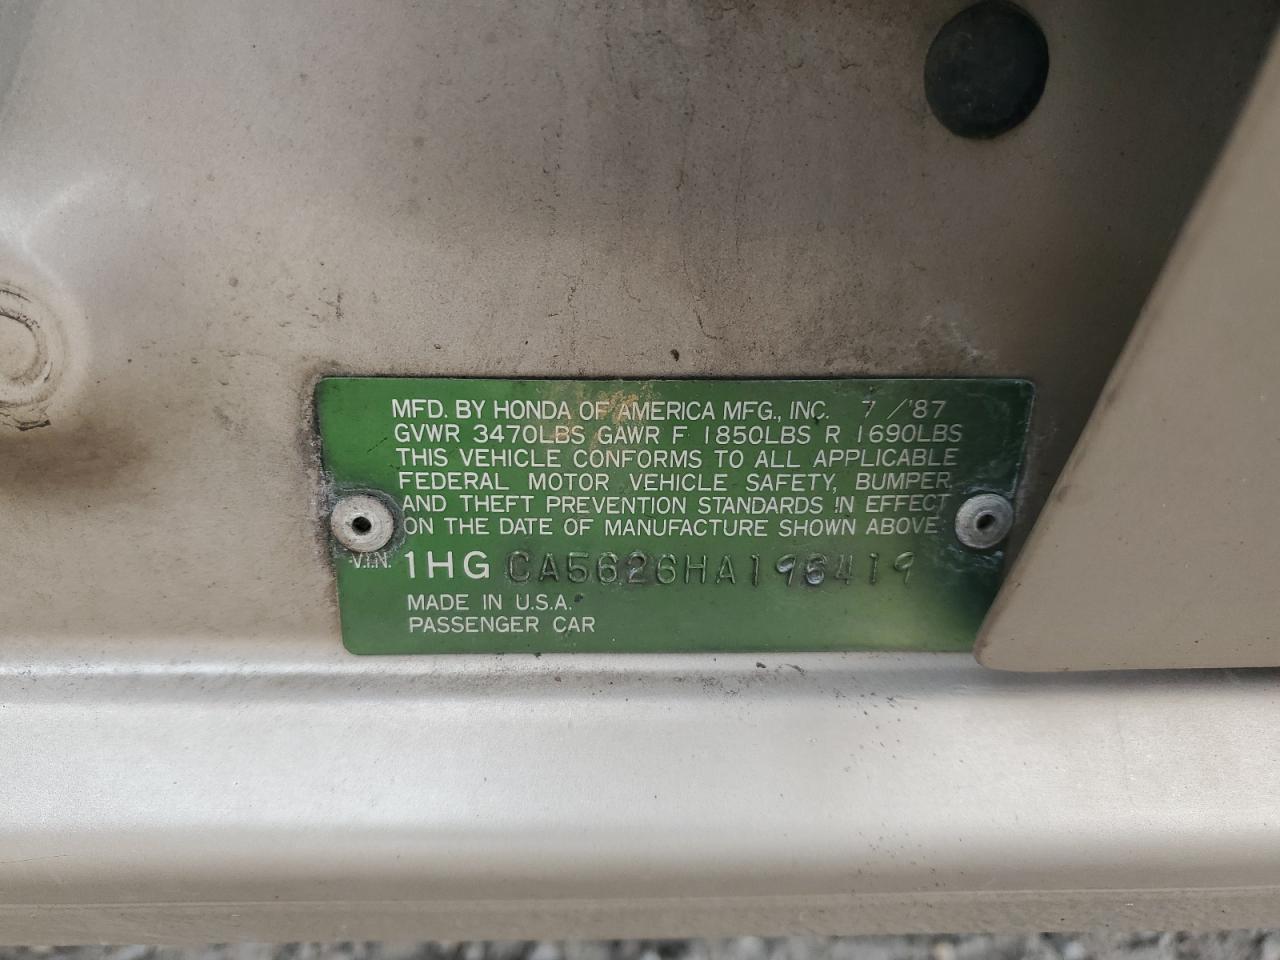 MFD. BY HONDA OF AMERICA MFG., INC. 7 / '87
GVWR 3470LBS GAWR F 1850LBS R 1690LBS
THIS VEHICLE CONFORMS TO ALL APPLICABLE
FEDERAL MOTOR VEHICLE SAFETY, BUMPER,
AND THEFT PREVENTION STANDARDS IN EFFECT
ON THE DATE OF MANUFACTURE SHOWN ABOVE.
V.I.N. 1HG CA5626HA196419
MADE IN U.S.A.
PASSENGER CAR